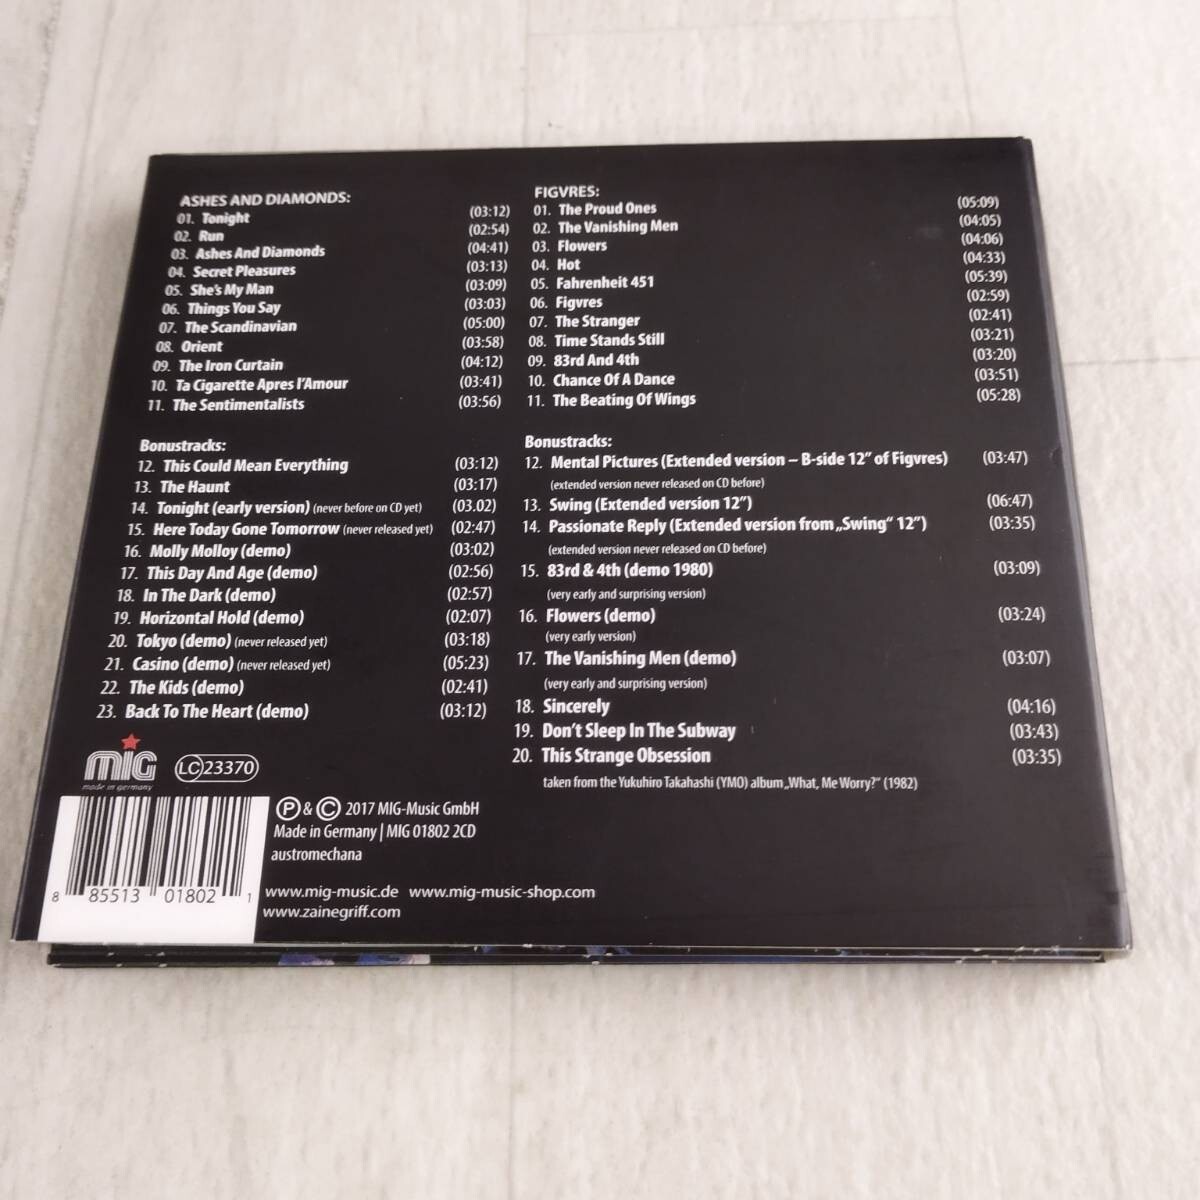 ASHES AND DIAMONDS:
01. Tonight (03:12)
02. Run (02:54)
03. Ashes And Diamonds (04:41)
04. Secret Pleasures (03:13)
05. She's My Man (03:09)
06. Things You Say (03:03)
07. The Scandinavian (05:00)
08. Orient (03:58)
09. The Iron Curtain (04:12)
10. Ta Cigarette Apres l'Amour (03:41)
11. The Sentimentalists (03:56)
Bonustracks:
12. This Could Mean Everything (03:12)
13. The Haunt (03:17)
14. Tonight (early version) (never before on CD yet) (03.02)
15. Here Today Gone Tomorrow (never released yet) (02:47)
16. Molly Molloy (demo) (03:02)
17. This Day And Age (demo) (02:56)
18. In The Dark (demo) (02:57)
19. Horizontal Hold (demo) (02:07)
20. Tokyo (demo) (never released yet) (03:18)
21. Casino (demo) (never released yet) (05:23)
22. The Kids (demo) (02:41)
23. Back To The Heart (demo) (03:12)
FIGVRES:
01. The Proud Ones (05:09)
02. The Vanishing Men (04:05)
03. Flowers (04:06)
04. Hot (04:33)
05. Fahrenheit 451 (05:39)
06. Figvres (02:59)
07. The Stranger (02:41)
08. Time Stands Still (03:21)
09. 83rd And 4th (03:20)
10. Chance Of A Dance (03:51)
11. The Beating Of Wings (05:28)
Bonustracks:
12. Mental Pictures (Extended version – B-side 12" of Figvres) (03:47)
(extended version never released on CD before)
13. Swing (Extended version 12") (06:47)
14. Passionate Reply (Extended version from „Swing" 12") (03:35)
(extended version never released on CD before)
15. 83rd & 4th (demo 1980) (03:09)
(very early and surprising version)
16. Flowers (demo) (03:24)
(very early version)
17. The Vanishing Men (demo) (03:07)
(very early and surprising version)
18. Sincerely (04:16)
19. Don't Sleep In The Subway (03:43)
20. This Strange Obsession (03:35)
taken from the Yukuhiro Takahashi (YMO) album „What, Me Worry?" (1982)
mig
made in germany
LC 23370
Ⓟ & © 2017 MIG-Music GmbH
Made in Germany | MIG 01802 2CD
austromechana
www.mig-music.de www.mig-music-shop.com
www.zainegriff.com
8 85513 01802 1